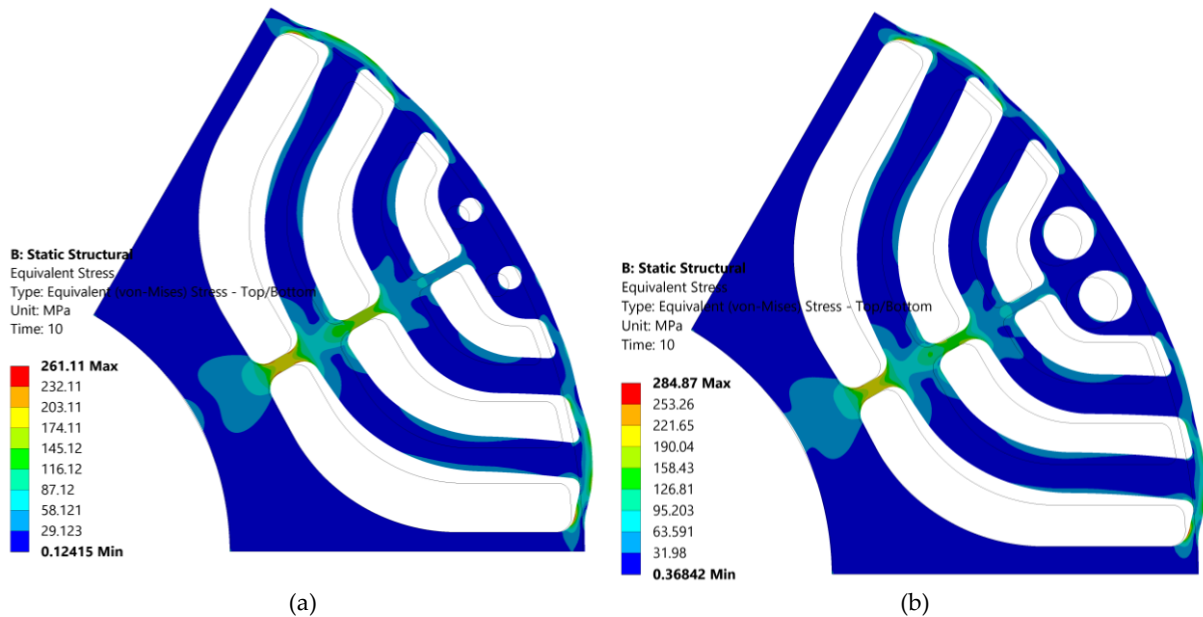 B: Static Structural
Equivalent Stress
Type: Equivalent (von-Mises) Stress - Top/Bottom
Unit: MPa
Time: 10
261.11 Max
232.11
203.11
174.11
145.12
116.12
87.12
58.121
29.123
0.12415 Min
(a)
B: Static Structural
Equivalent Stress
Type: Equivalent (von-Mises) Stress - Top/Bottom
Unit: MPa
Time: 10
284.87 Max
253.26
221.65
190.04
158.43
126.81
95.203
63.591
31.98
0.36842 Min
(b)